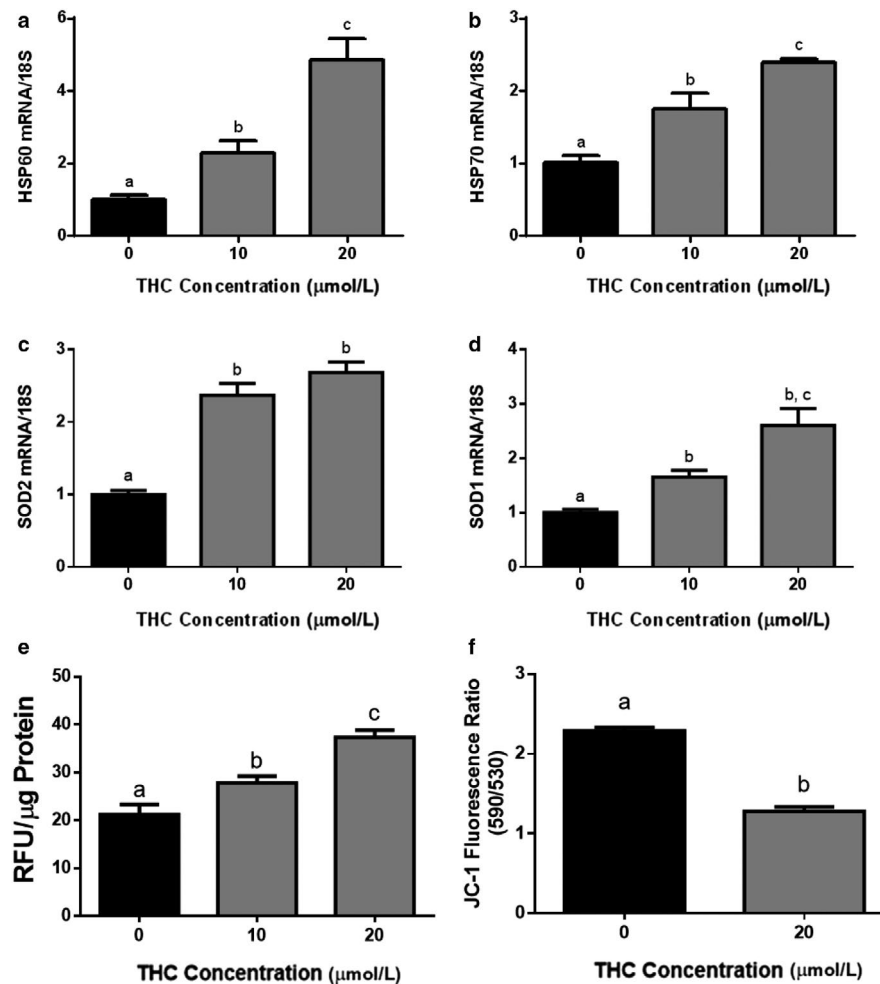 a
HSP60 mRNA/18S
6
4
2
0
a
b
c
0 10 20
THC Concentration (μmol/L)
b
HSP70 mRNA/18S
3
2
1
0
a
b
c
0 10 20
THC Concentration (μmol/L)
c
SOD2 mRNA/18S
3
2
1
0
a
b
b
0 10 20
THC Concentration (μmol/L)
d
SOD1 mRNA/18S
4
3
2
1
0
a
b
b, c
0 10 20
THC Concentration (μmol/L)
e
RFU/μg Protein
50
40
30
20
10
0
a
b
c
0 10 20
THC Concentration (μmol/L)
f
JC-1 Fluorescence Ratio
(590/530)
3
2
1
0
a
b
0 20
THC Concentration (μmol/L)